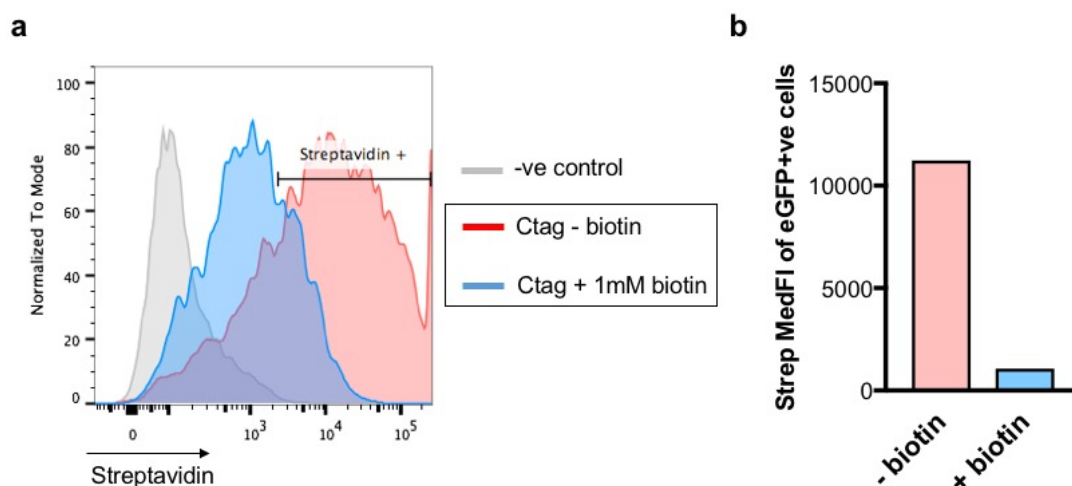 a
Normalized To Mode
100
80
60
40
20
0
Streptavidin +
0
10³
10⁴
10⁵
Streptavidin
-ve control
Ctag - biotin
Ctag + 1mM biotin
b
Strep MedFI of eGFP+ve cells
15000
10000
5000
0
- biotin
+ biotin